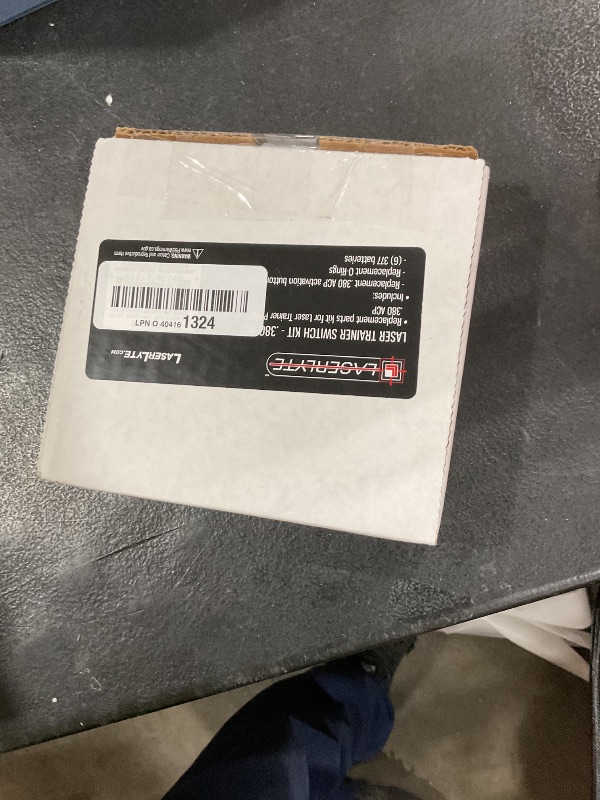 LASERLYTE™
LASERLYTE.COM
LASER TRAINER SWITCH KIT - .380
• Replacement parts kit for Laser Trainer
.380 ACP
• Includes:
- Replacement .380 ACP activation button
- Replacement O-Rings
- (6) 377 batteries
LPN O 40416 1324
WARNING: Cancer and Reproductive Harm
www.P65Warnings.ca.gov